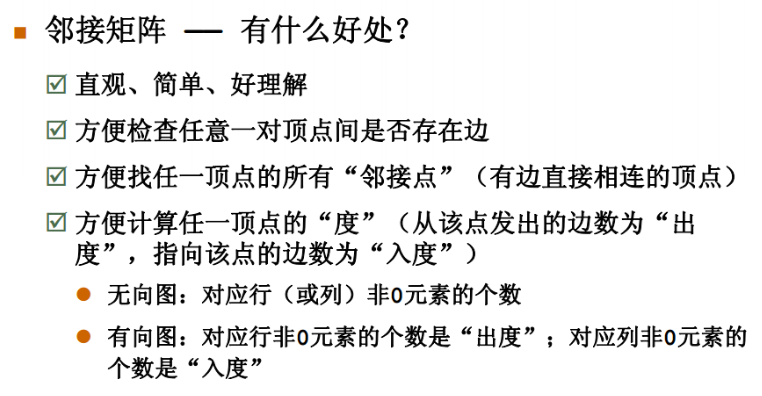 邻接矩阵 —— 有什么好处？
直观、简单、好理解
方便检查任意一对顶点间是否存在边
方便找任一顶点的所有“邻接点”（有边直接相连的顶点）
方便计算任一顶点的“度”（从该点发出的边数为“出
度”，指向该点的边数为“入度”）
无向图：对应行（或列）非0元素的个数
有向图：对应行非0元素的个数是“出度”；对应列非0元素的
个数是“入度”